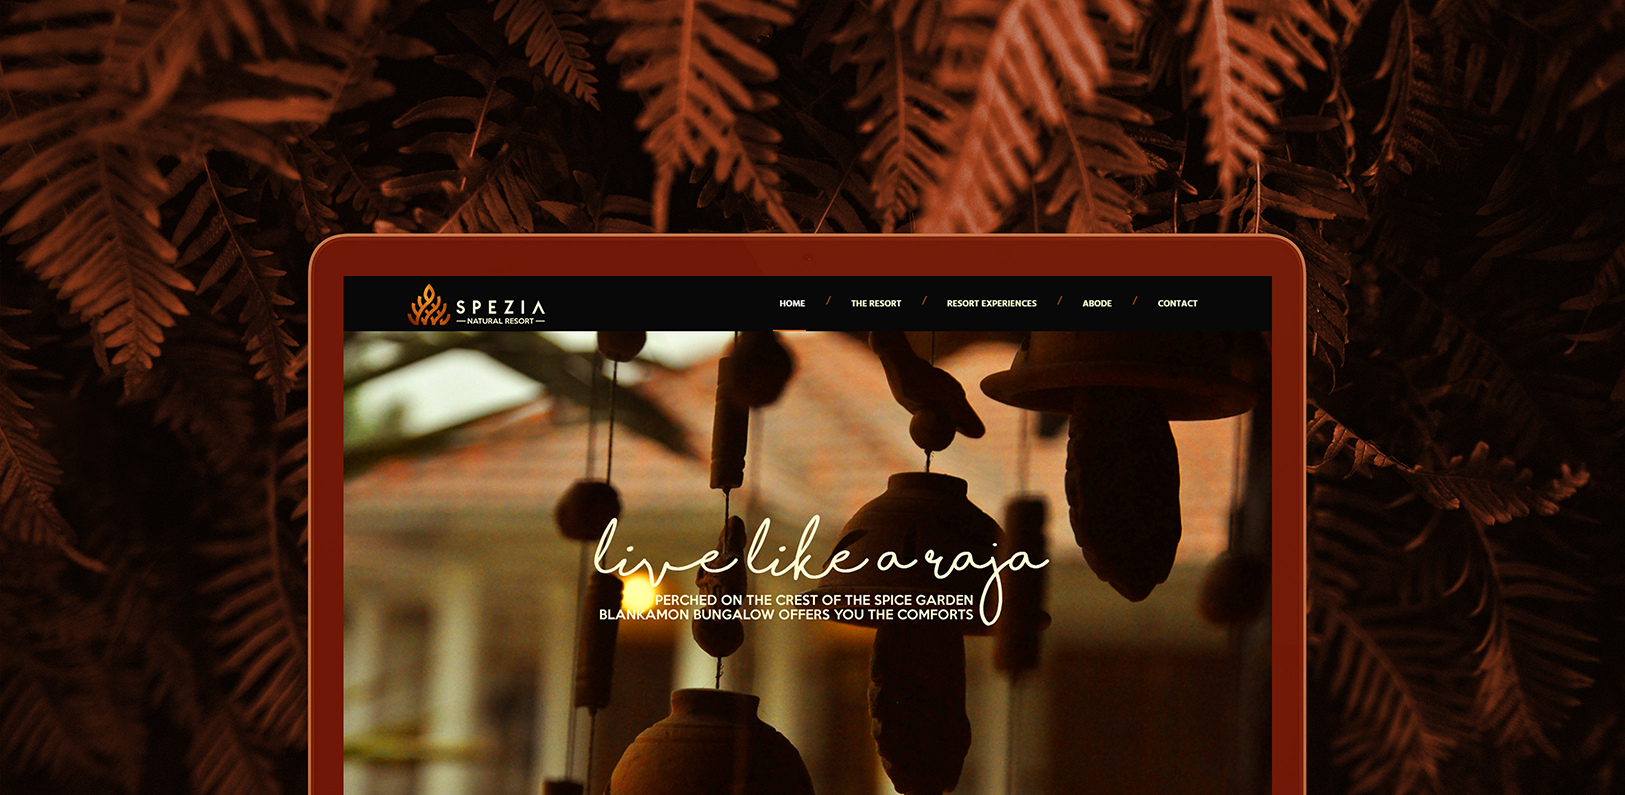 SPEZIA
NATURAL RESORT
HOME / THE RESORT / RESORT EXPERIENCES / ABODE / CONTACT
live like a raja
PERCHED ON THE CREST OF THE SPICE GARDEN
BLANKAMON BUNGALOW OFFERS YOU THE COMFORTS